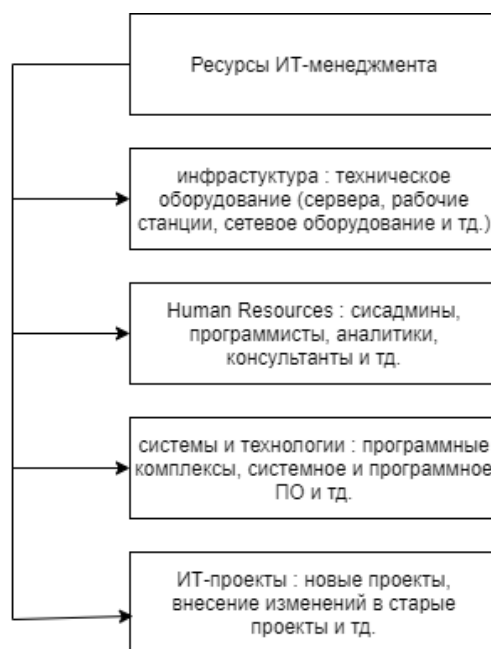 Ресурсы ИТ-менеджмента
инфрастуктура : техническое
оборудование (сервера, рабочие
станции, сетевое оборудование и тд.)
Human Resources : сисадмины,
программисты, аналитики,
консультанты и тд.
системы и технологии : программные
комплексы, системное и программное
ПО и тд.
ИТ-проекты : новые проекты,
внесение изменений в старые
проекты и тд.